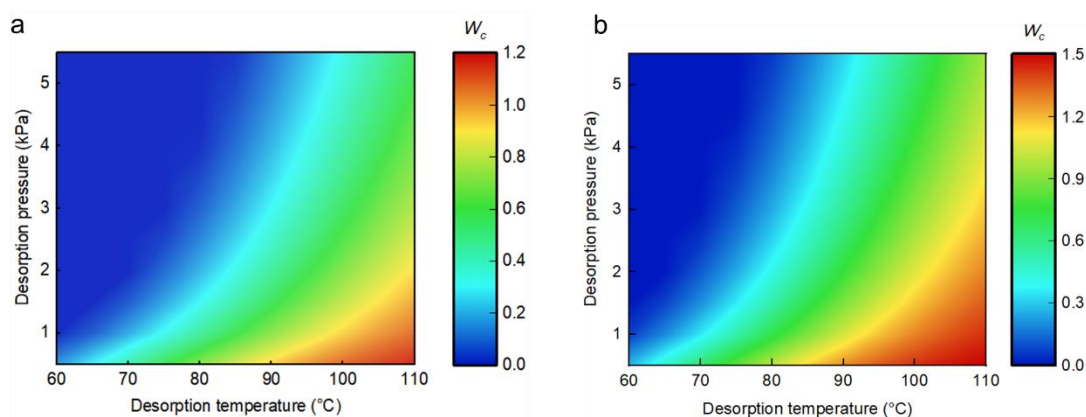 a
W_c
1.2
1.0
0.8
0.6
0.4
0.2
0.0
5
4
3
2
1
Desorption pressure (kPa)
60 70 80 90 100 110
Desorption temperature (°C)
b
W_c
1.5
1.2
0.9
0.6
0.3
0.0
5
4
3
2
1
Desorption pressure (kPa)
60 70 80 90 100 110
Desorption temperature (°C)